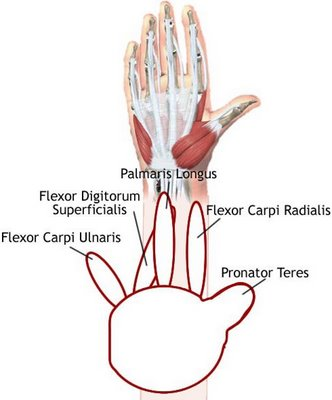 Palmaris Longus
Flexor Digitorum
Superficialis
Flexor Carpi Radialis
Flexor Carpi Ulnaris
Pronator Teres